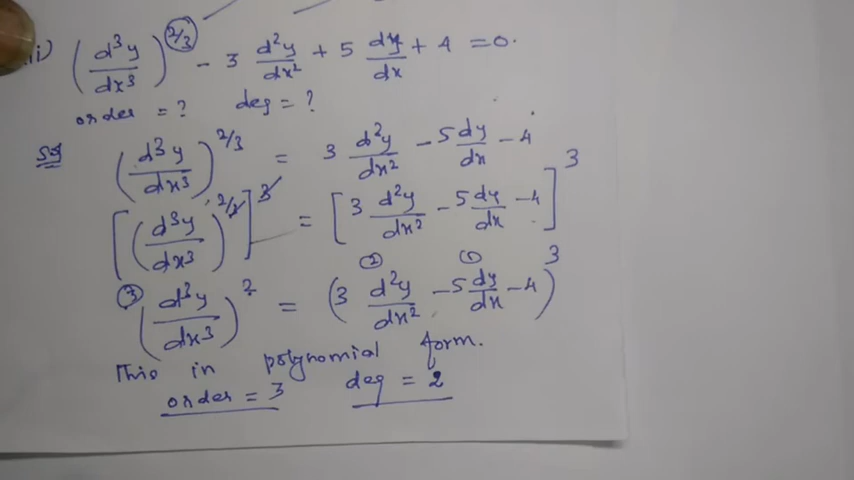 ii) (d³y/dx³)^(2/3) - 3 d²y/dx² + 5 dy/dx + 4 = 0.
order = ? deg = ?
Sol (d³y/dx³)^(2/3) = 3 d²y/dx² - 5 dy/dx - 4
[(d³y/dx³)^(2/3)]³ = [3 d²y/dx² - 5 dy/dx - 4]³
② ①
③ (d³y/dx³)² = (3 d²y/dx² - 5 dy/dx - 4)³
This in polynomial form.
order = 3 deg = 2